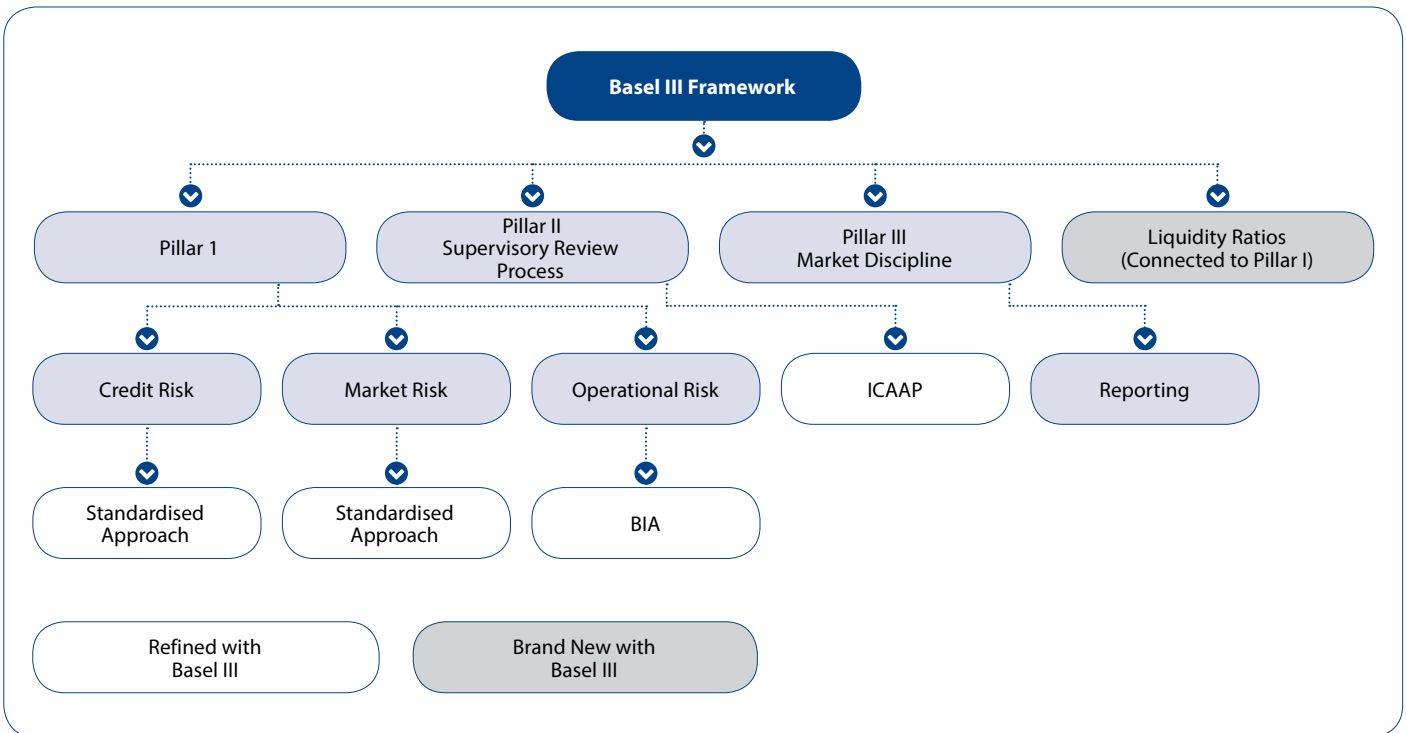 Basel III Framework
Pillar 1
Pillar II
Supervisory Review
Process
Pillar III
Market Discipline
Liquidity Ratios
(Connected to Pillar I)
Credit Risk
Market Risk
Operational Risk
ICAAP
Reporting
Standardised
Approach
Standardised
Approach
BIA
Refined with
Basel III
Brand New with
Basel III